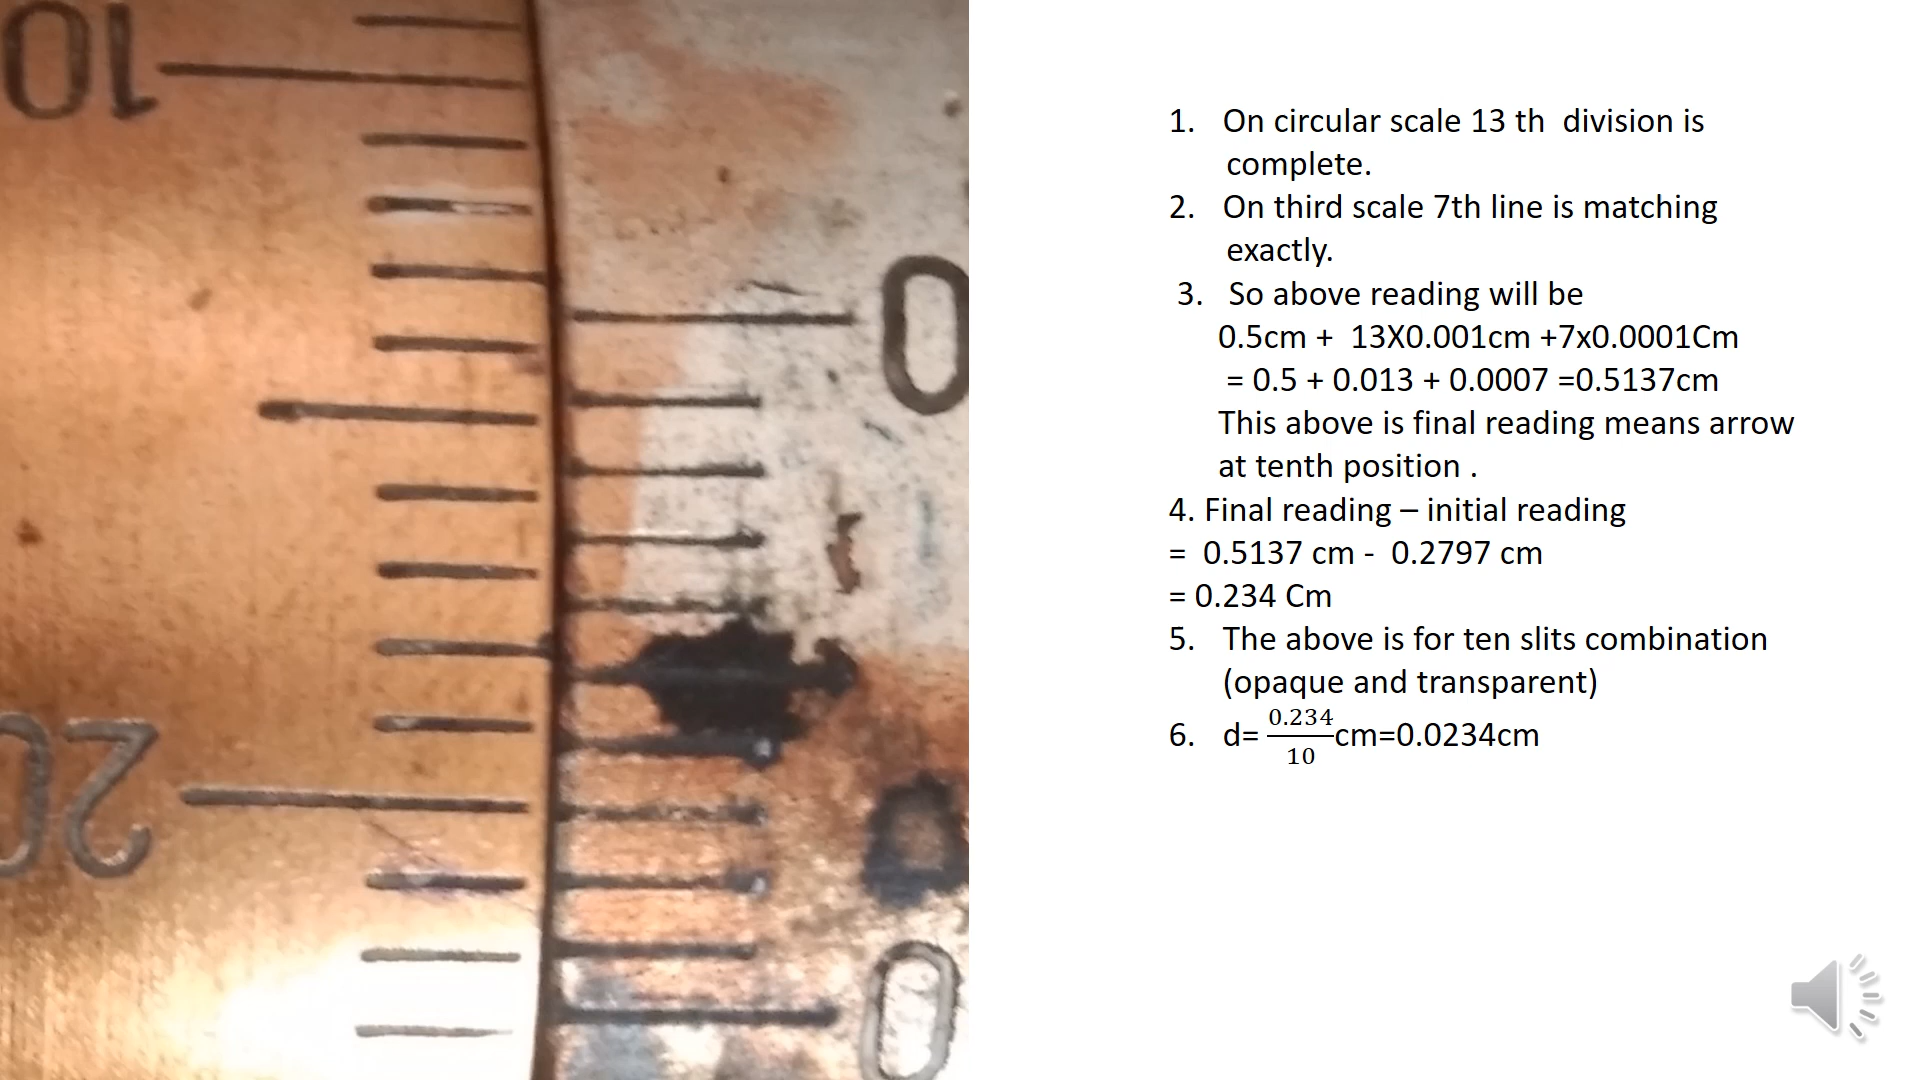 10
0
20
0
1. On circular scale 13 th division is
complete.
2. On third scale 7th line is matching
exactly.
3. So above reading will be
0.5cm + 13X0.001cm +7x0.0001Cm
= 0.5 + 0.013 + 0.0007 =0.5137cm
This above is final reading means arrow
at tenth position .
4. Final reading – initial reading
= 0.5137 cm - 0.2797 cm
= 0.234 Cm
5. The above is for ten slits combination
(opaque and transparent)
6. d= 0.234/10 cm=0.0234cm